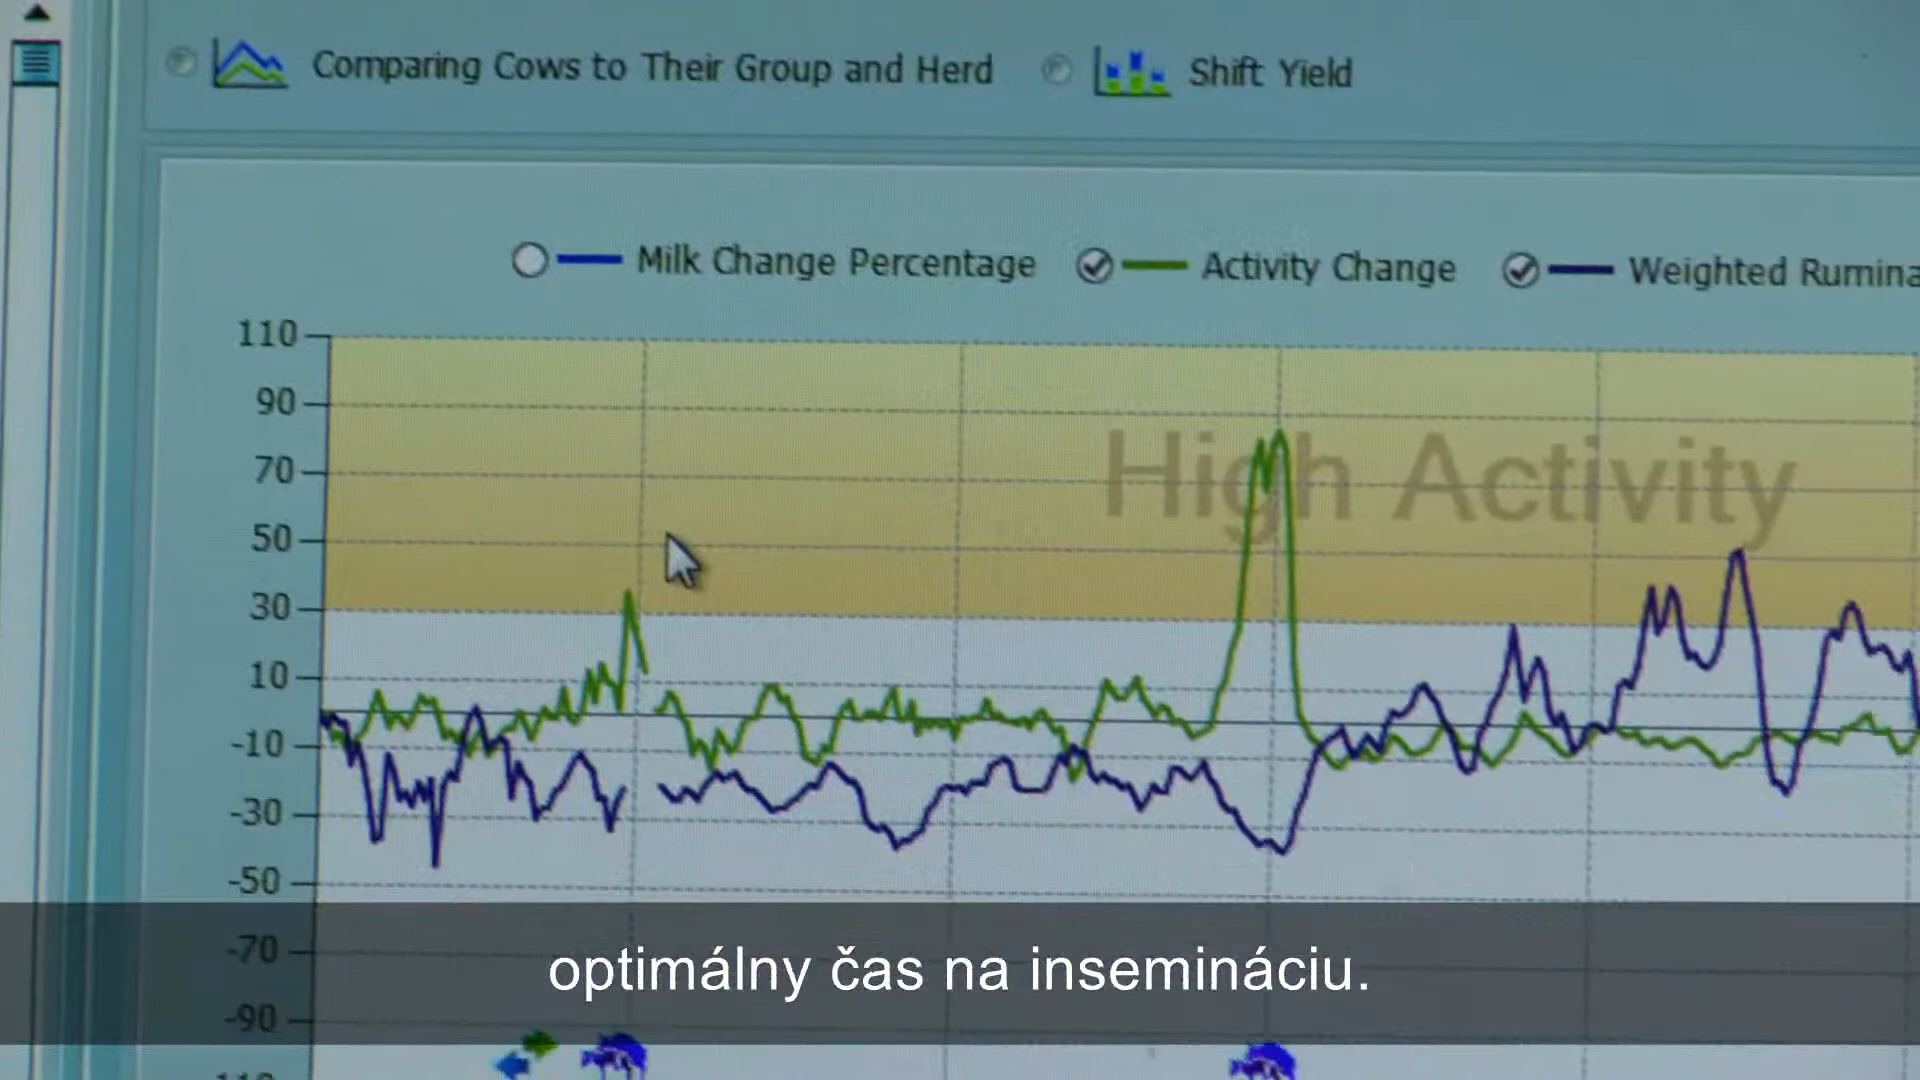 Comparing Cows to Their Group and Herd
Shift Yield
Milk Change Percentage
Activity Change
Weighted Rumina
110
90
70
50
30
10
-10
-30
-50
-70
-90
High Activity
optimálny čas na insemináciu.